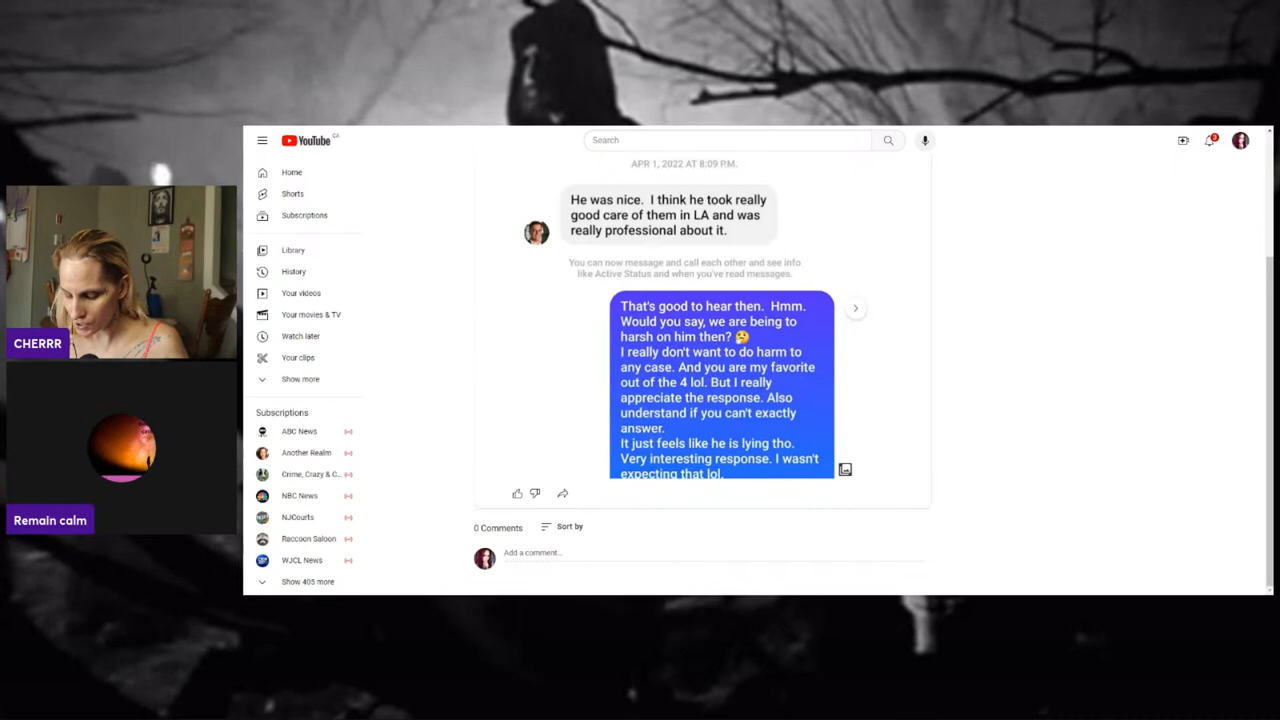 YouTube CA
Search
3
Home
Shorts
Subscriptions
Library
History
Your videos
Your movies & TV
Watch later
Your clips
Show more
Subscriptions
ABC News
Another Realm
Crime, Crazy & C...
NBC News
NJCourts
Raccoon Saloon
WJCL News
Show 405 more
APR 1, 2022 AT 8:09 P.M.
He was nice. I think he took really
good care of them in LA and was
really professional about it.
You can now message and call each other and see info
like Active Status and when you've read messages.
That's good to hear then. Hmm.
Would you say, we are being to
harsh on him then? 🤔
I really don't want to do harm to
any case. And you are my favorite
out of the 4 lol. But I really
appreciate the response. Also
understand if you can't exactly
answer.
It just feels like he is lying tho.
Very interesting response. I wasn't
expecting that lol.
0 Comments
Sort by
Add a comment...
CHERRR
Remain calm